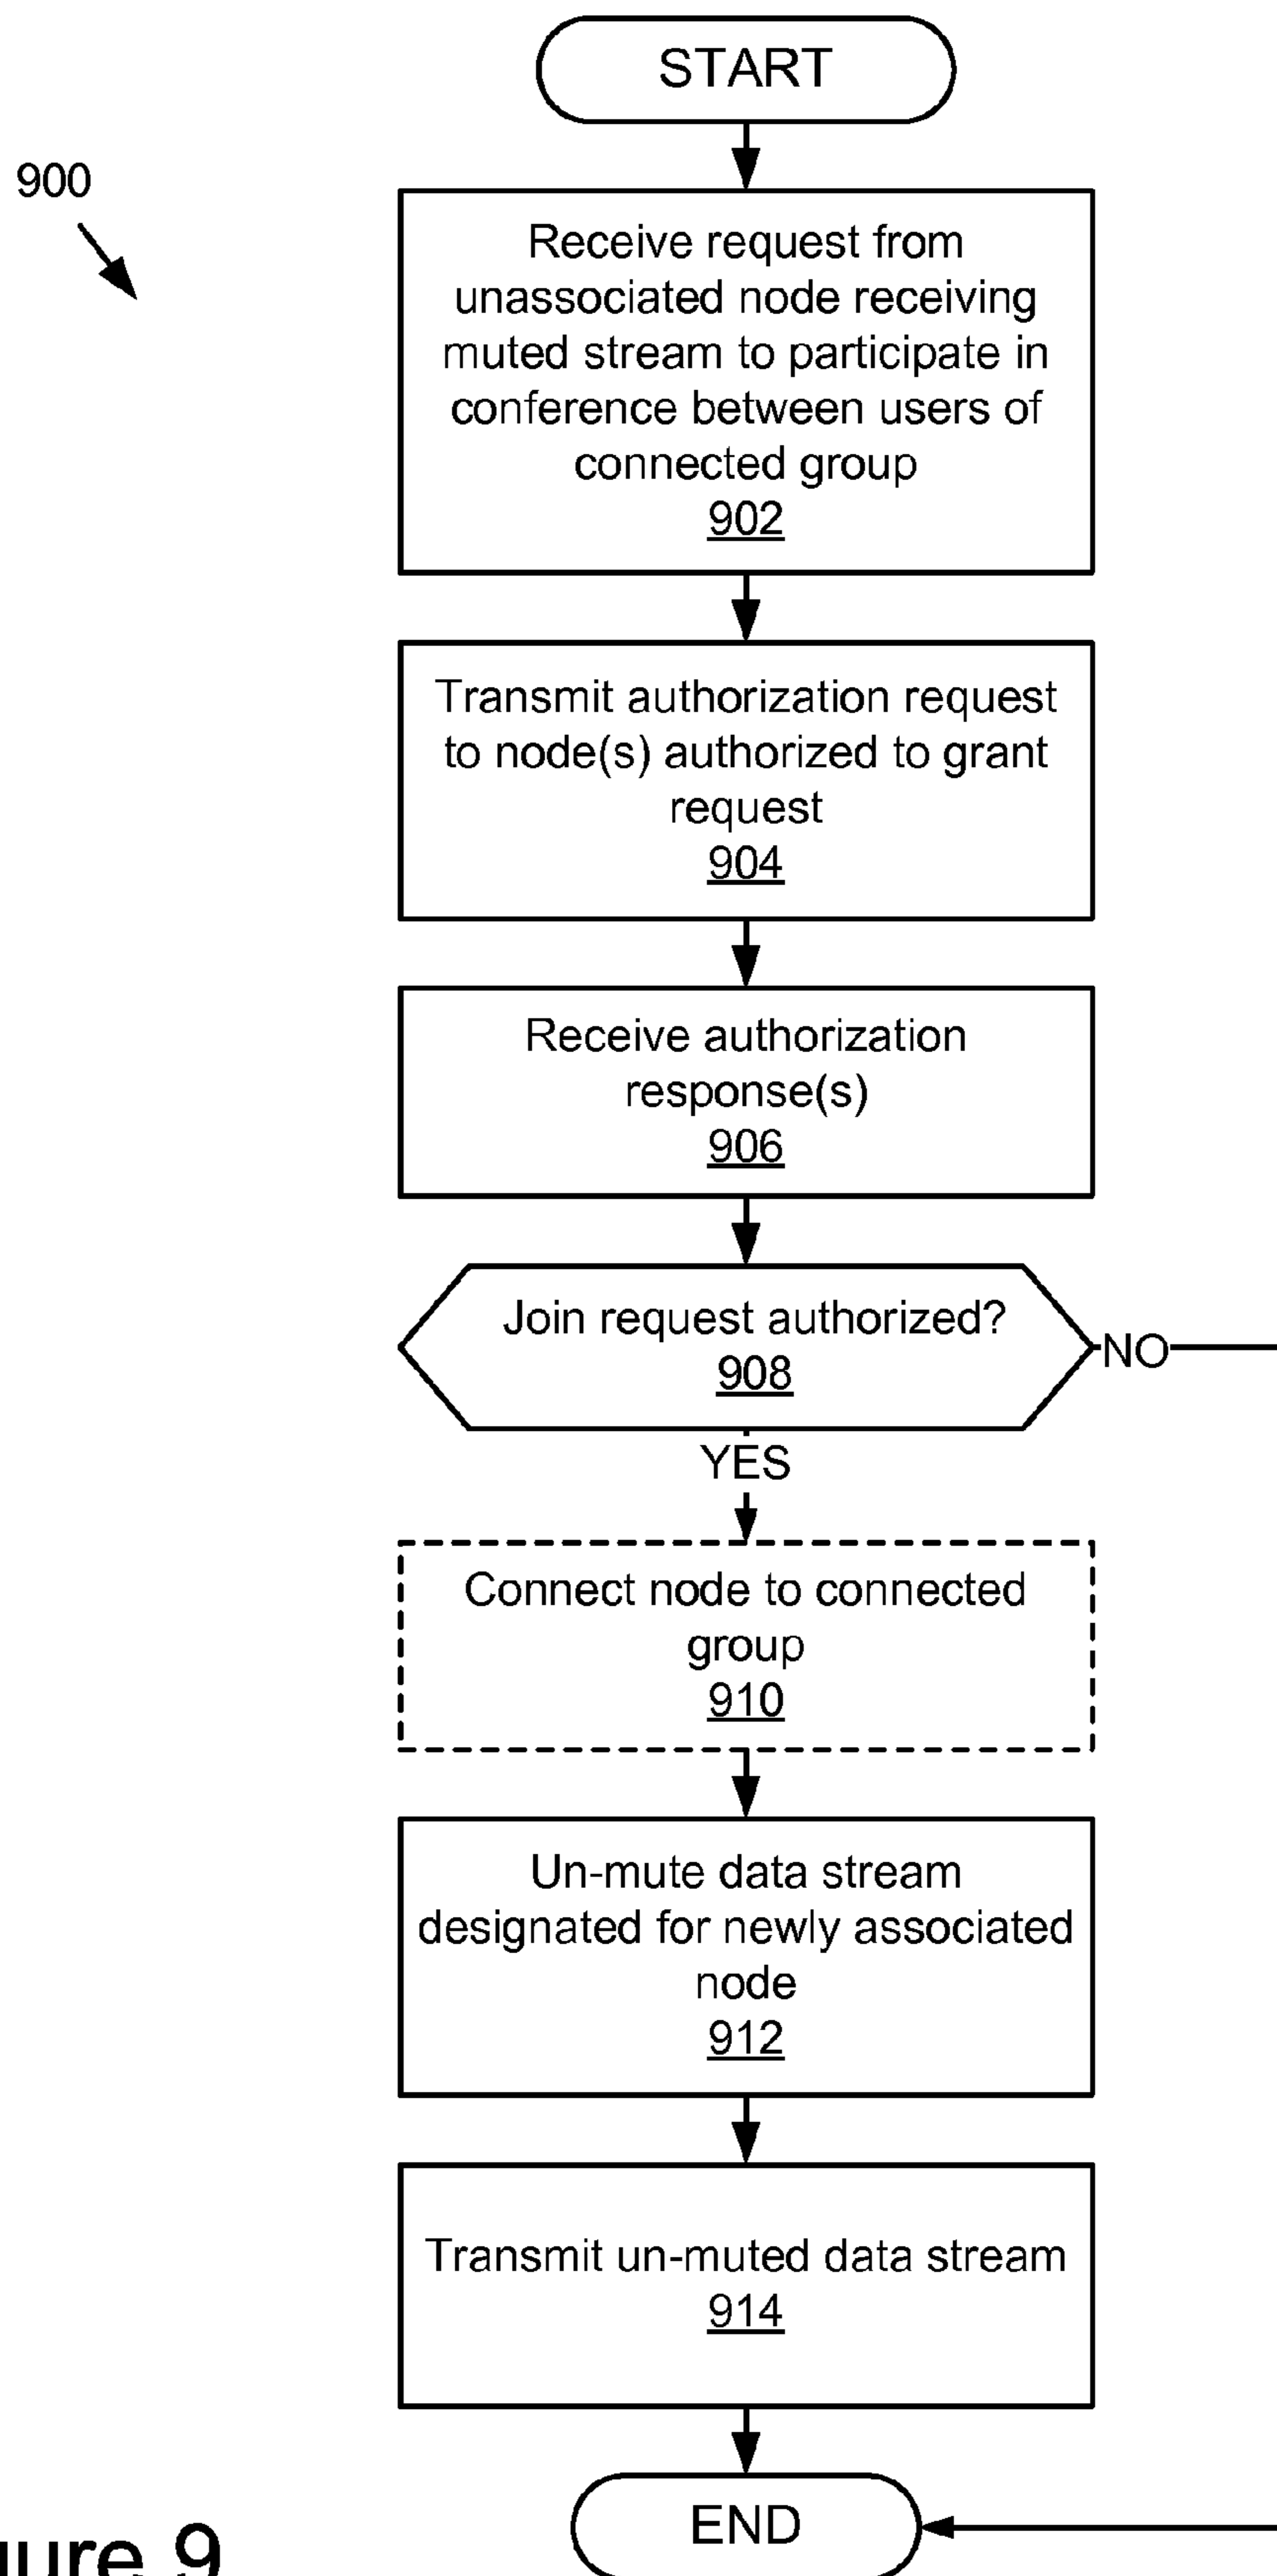 START
900
Receive request from
unassociated node receiving
muted stream to participate in
conference between users of
connected group
902
Transmit authorization request
to node(s) authorized to grant
request
904
Receive authorization
response(s)
906
Join request authorized?
908
NO
YES
Connect node to connected
group
910
Un-mute data stream
designated for newly associated
node
912
Transmit un-muted data stream
914
END
gure 9